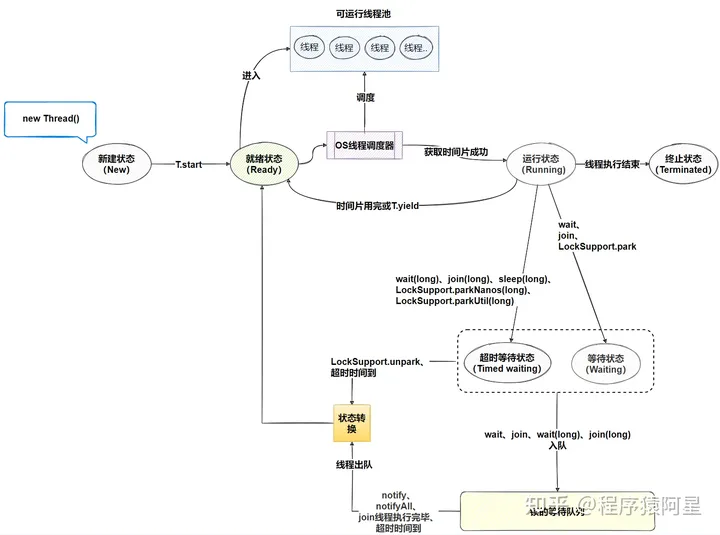 可运行线程池
线程
线程
线程
线程..
进入
调度
new Thread()
新建状态
(New)
T.start
就绪状态
(Ready)
OS线程调度器
获取时间片成功
运行状态
(Running)
线程执行结束
终止状态
(Terminated)
时间片用完或T.yield
wait、
join、
LockSupport.park
wait(long)、join(long)、sleep(long)、
LockSupport.parkNanos(long)、
LockSupport.parkUtil(long)
超时等待状态
(Timed waiting)
等待状态
(Waiting)
LockSupport.unpark、
超时时间到
状态转
换
wait、join、wait(long)、join(long)
入队
线程出队
notify、
notifyAll、
join线程执行完毕、
超时时间到
锁的等待队列
知乎 @程序猿阿星